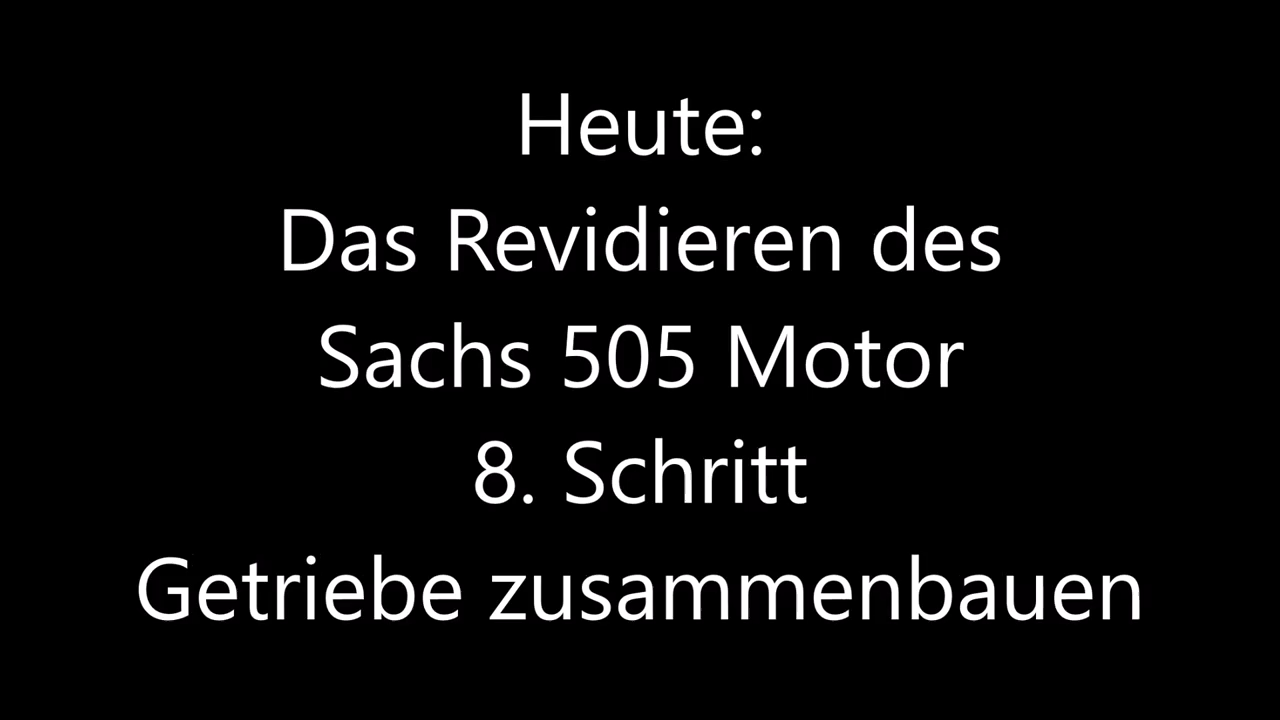 Heute:
Das Revidieren des
Sachs 505 Motor
8. Schritt
Getriebe zusammenbauen